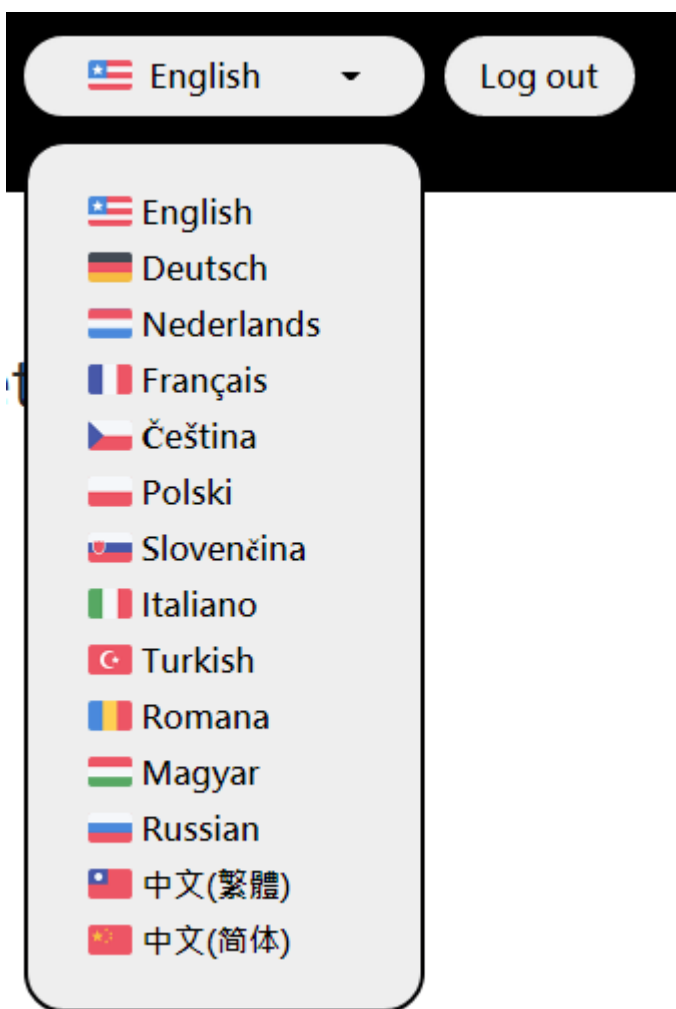 English Log out
English
Deutsch
Nederlands
Français
Čeština
Polski
Slovenčina
Italiano
Turkish
Romana
Magyar
Russian
中文(繁體)
中文(简体)